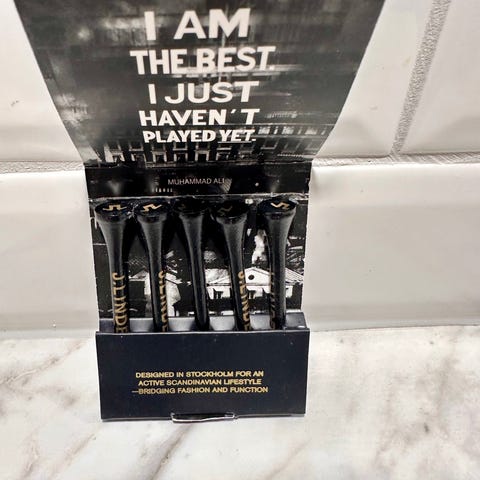 I AM
THE BEST.
I JUST
HAVEN'T
PLAYED YET.
MUHAMMAD ALI
J.LINDE
DESIGNED IN STOCKHOLM FOR AN
ACTIVE SCANDINAVIAN LIFESTYLE
—BRIDGING FASHION AND FUNCTION